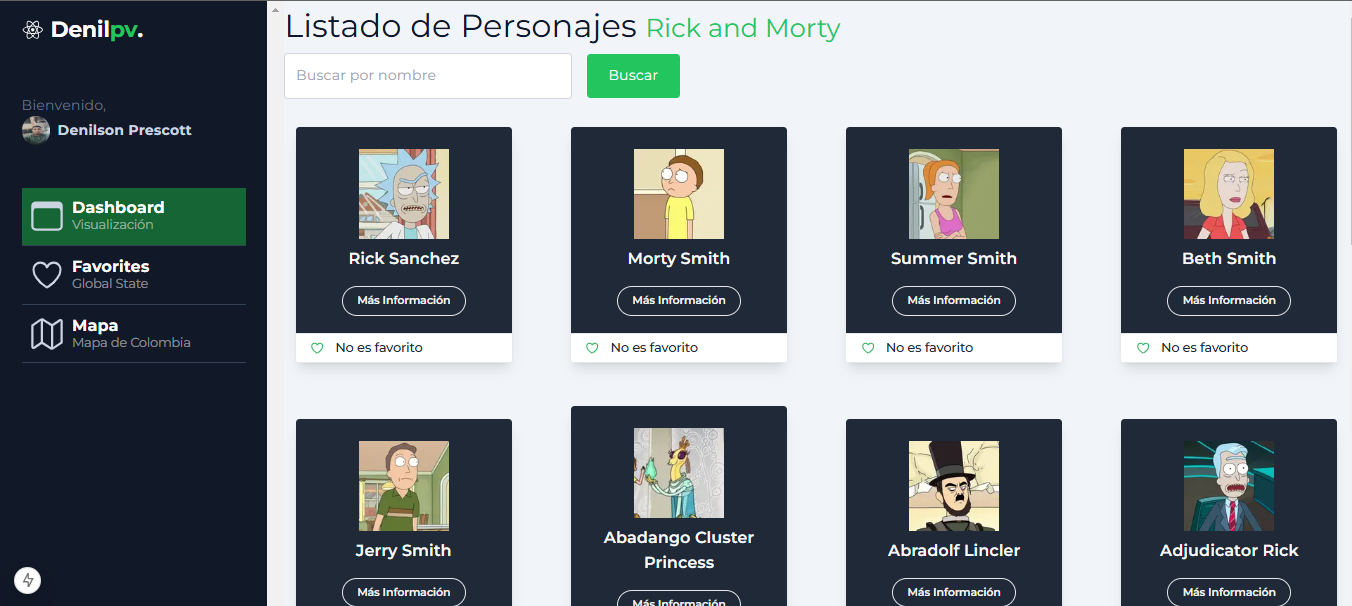 Denilpv.
Bienvenido,
Denilson Prescott
Dashboard
Visualización
Favorites
Global State
Mapa
Mapa de Colombia
Listado de Personajes Rick and Morty
Buscar por nombre
Buscar
Rick Sanchez
Más Información
No es favorito
Morty Smith
Más Información
No es favorito
Summer Smith
Más Información
No es favorito
Beth Smith
Más Información
No es favorito
Jerry Smith
Más Información
Abadango Cluster
Princess
Más Información
Abradolf Lincler
Más Información
Adjudicator Rick
Más Información